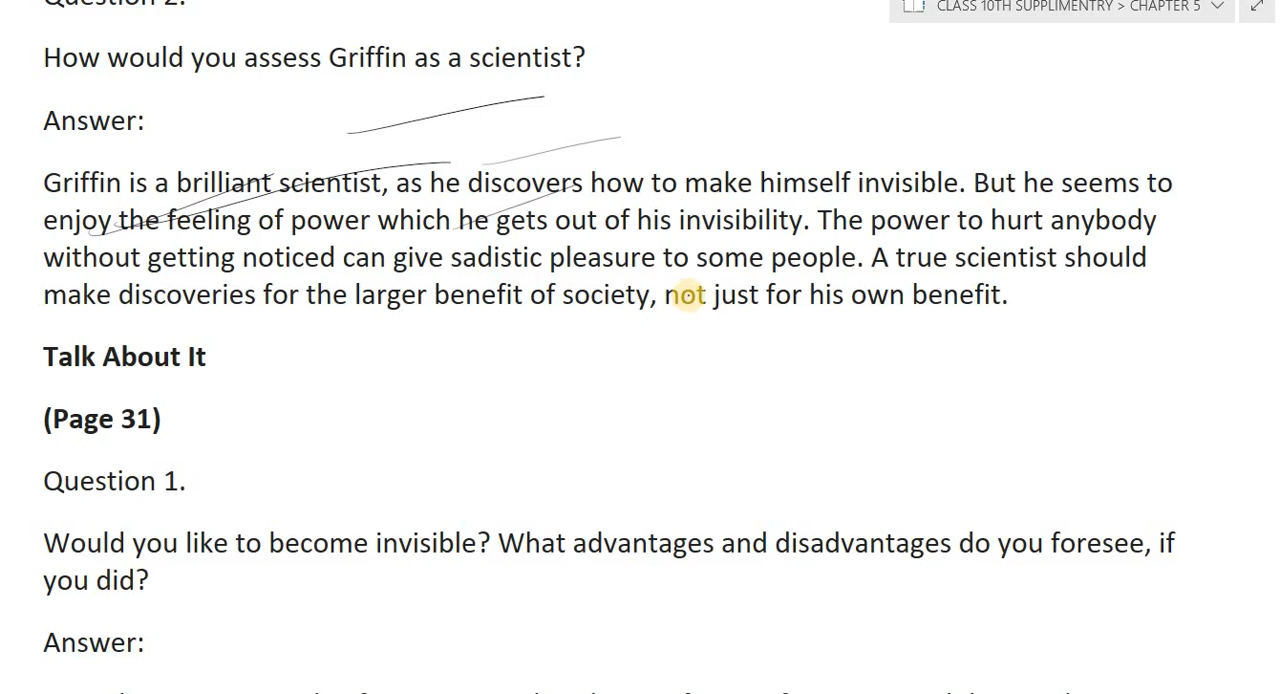 Question 2.
CLASS 10TH SUPPLIMENTRY > CHAPTER 5
How would you assess Griffin as a scientist?
Answer:
Griffin is a brilliant scientist, as he discovers how to make himself invisible. But he seems to
enjoy the feeling of power which he gets out of his invisibility. The power to hurt anybody
without getting noticed can give sadistic pleasure to some people. A true scientist should
make discoveries for the larger benefit of society, not just for his own benefit.
Talk About It
(Page 31)
Question 1.
Would you like to become invisible? What advantages and disadvantages do you foresee, if
you did?
Answer: